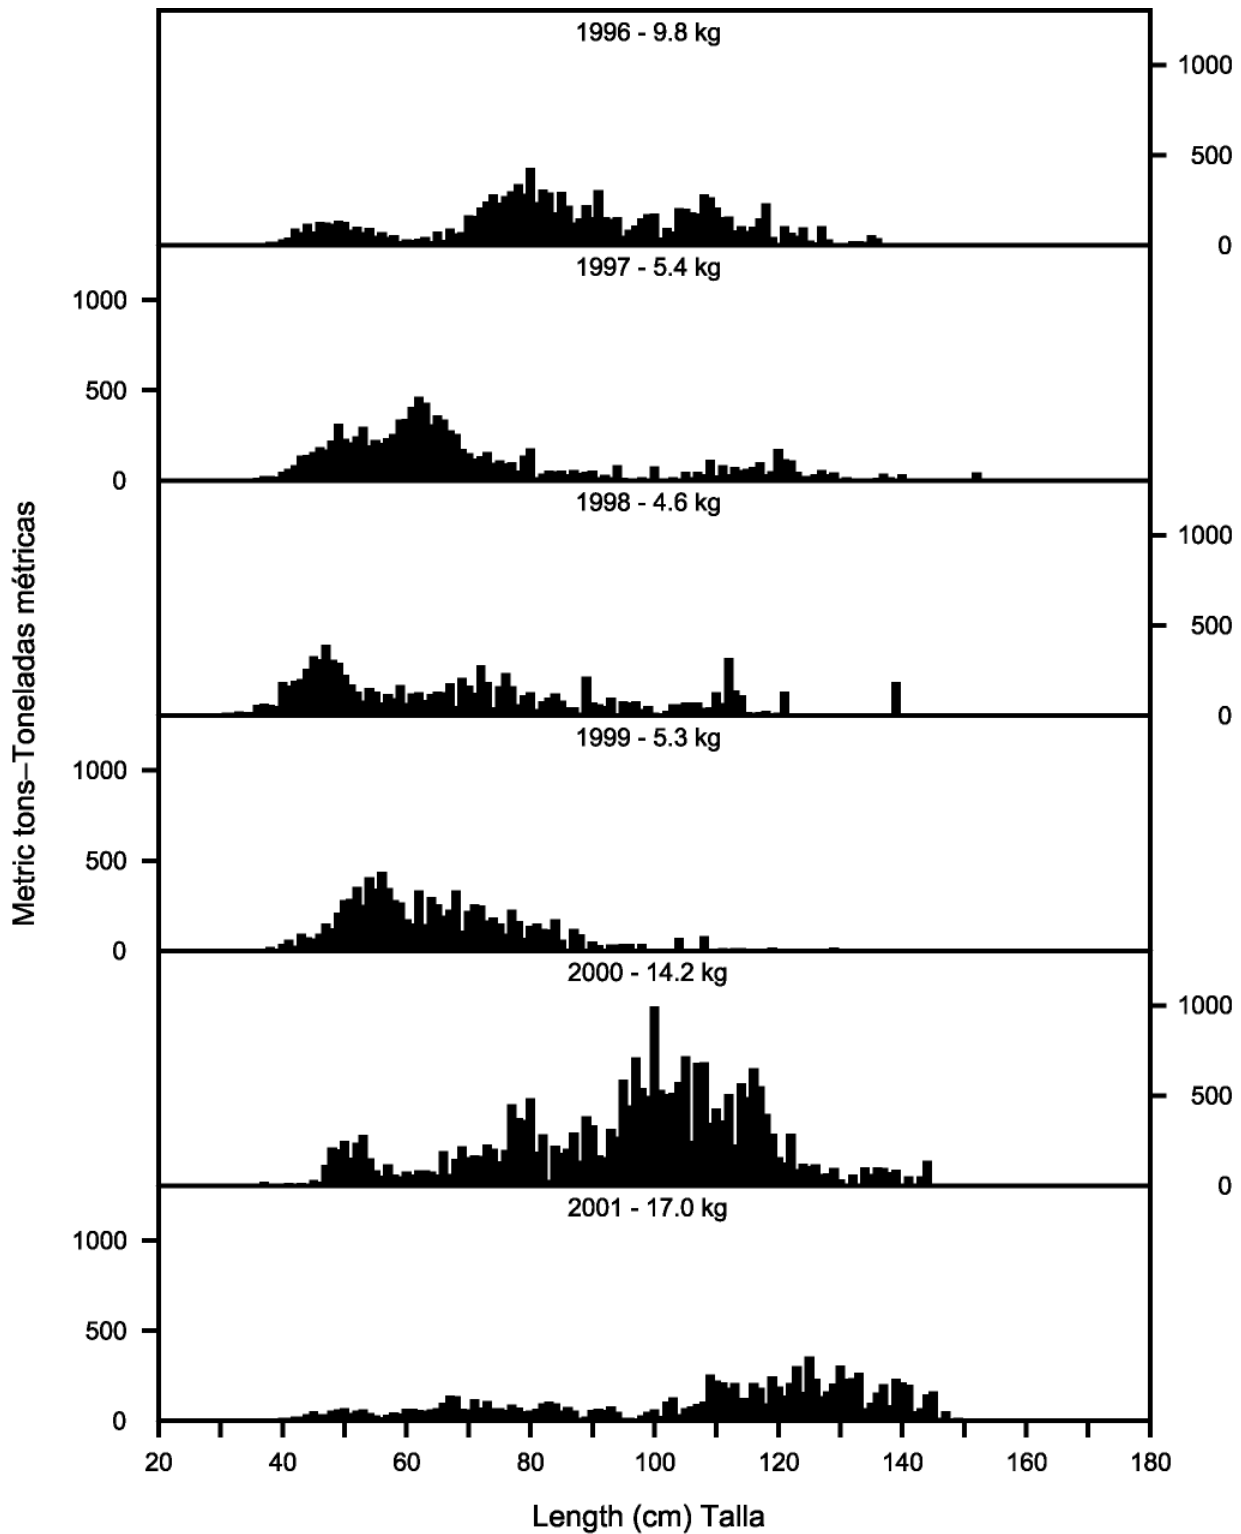 1996 - 9.8 kg
1000
500
0
1997 - 5.4 kg
1000
500
0
1998 - 4.6 kg
1000
500
0
1999 - 5.3 kg
1000
500
0
2000 - 14.2 kg
1000
500
0
2001 - 17.0 kg
1000
500
0
Metric tons–Toneladas métricas
20 40 60 80 100 120 140 160 180
Length (cm) Talla